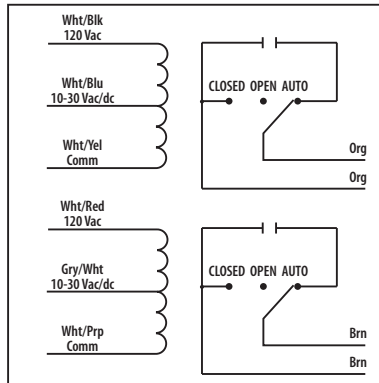 Wht/Blk
120 Vac
Wht/Blu
10-30 Vac/dc
Wht/Yel
Comm
CLOSED OPEN AUTO
Org
Org
Wht/Red
120 Vac
Gry/Wht
10-30 Vac/dc
Wht/Prp
Comm
CLOSED OPEN AUTO
Brn
Brn